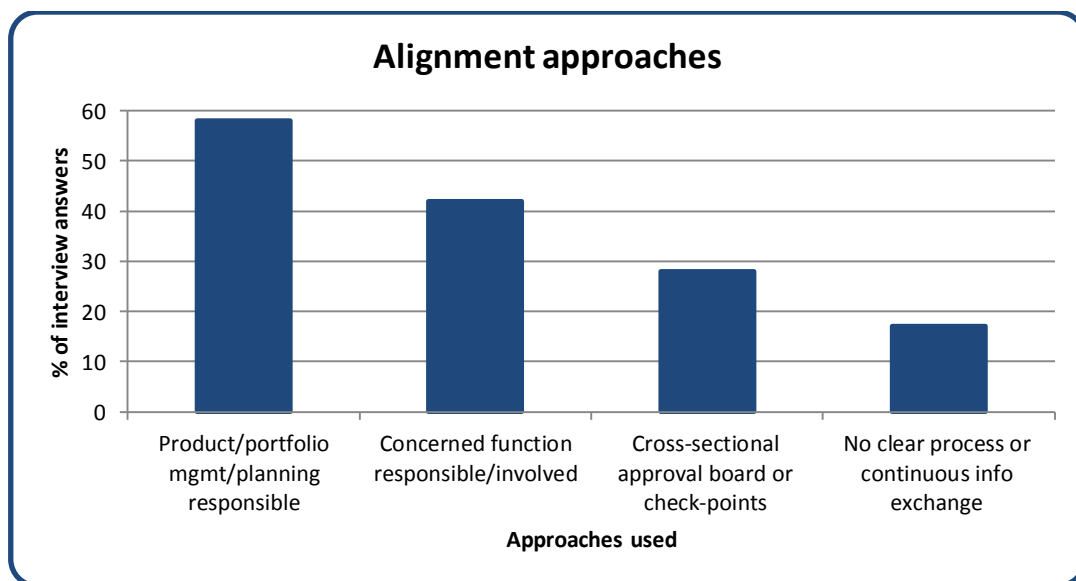 Alignment approaches
% of interview answers
60
50
40
30
20
10
0
Product/portfolio
mgmt/planning
responsible
Concerned function
responsible/involved
Cross-sectional
approval board or
check-points
No clear process or
continuous info
exchange
Approaches used